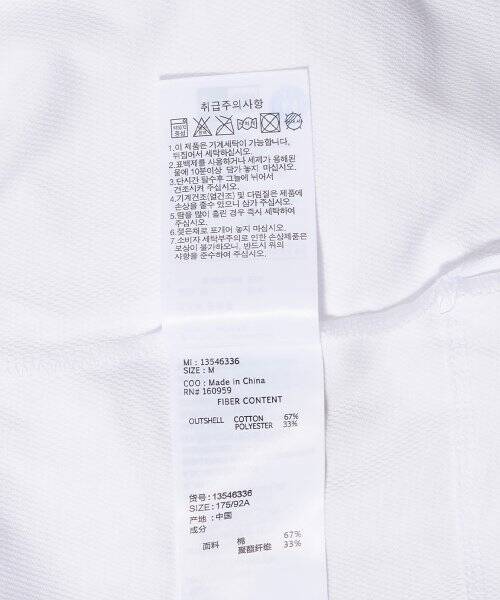 취급주의사항
1.이 제품은 기계세탁이 가능합니다.
뒤집어서 세탁하십시오.
2.표백제를 사용하거나 세제가 용해된
물에 10분이상 담가 놓지 마십시오.
3.단시간 탈수후 그늘에 뉘어서
건조시켜 주십시오.
4.기계건조(열건조) 및 다림질은 제품에
손상을 줄수 있으니 삼가 주십시오.
5.땀을 많이 흘린 경우 즉시 세탁하여
주십시오.
6.젖은채로 포개어 놓지 마십시오.
7.소비자 세탁부주의로 인한 손상제품은
보상이 불가하오니, 반드시 위의
사항을 준수하여 주십시오.
MI : 13546336
SIZE : M
COO : Made in China
RN# 160959
FIBER CONTENT
OUTSHELL COTTON 67%
POLYESTER 33%
货号 : 13546336
SIZE : 175/92A
产地 : 中国
成分
面料 棉 67%
聚酯纤维 33%